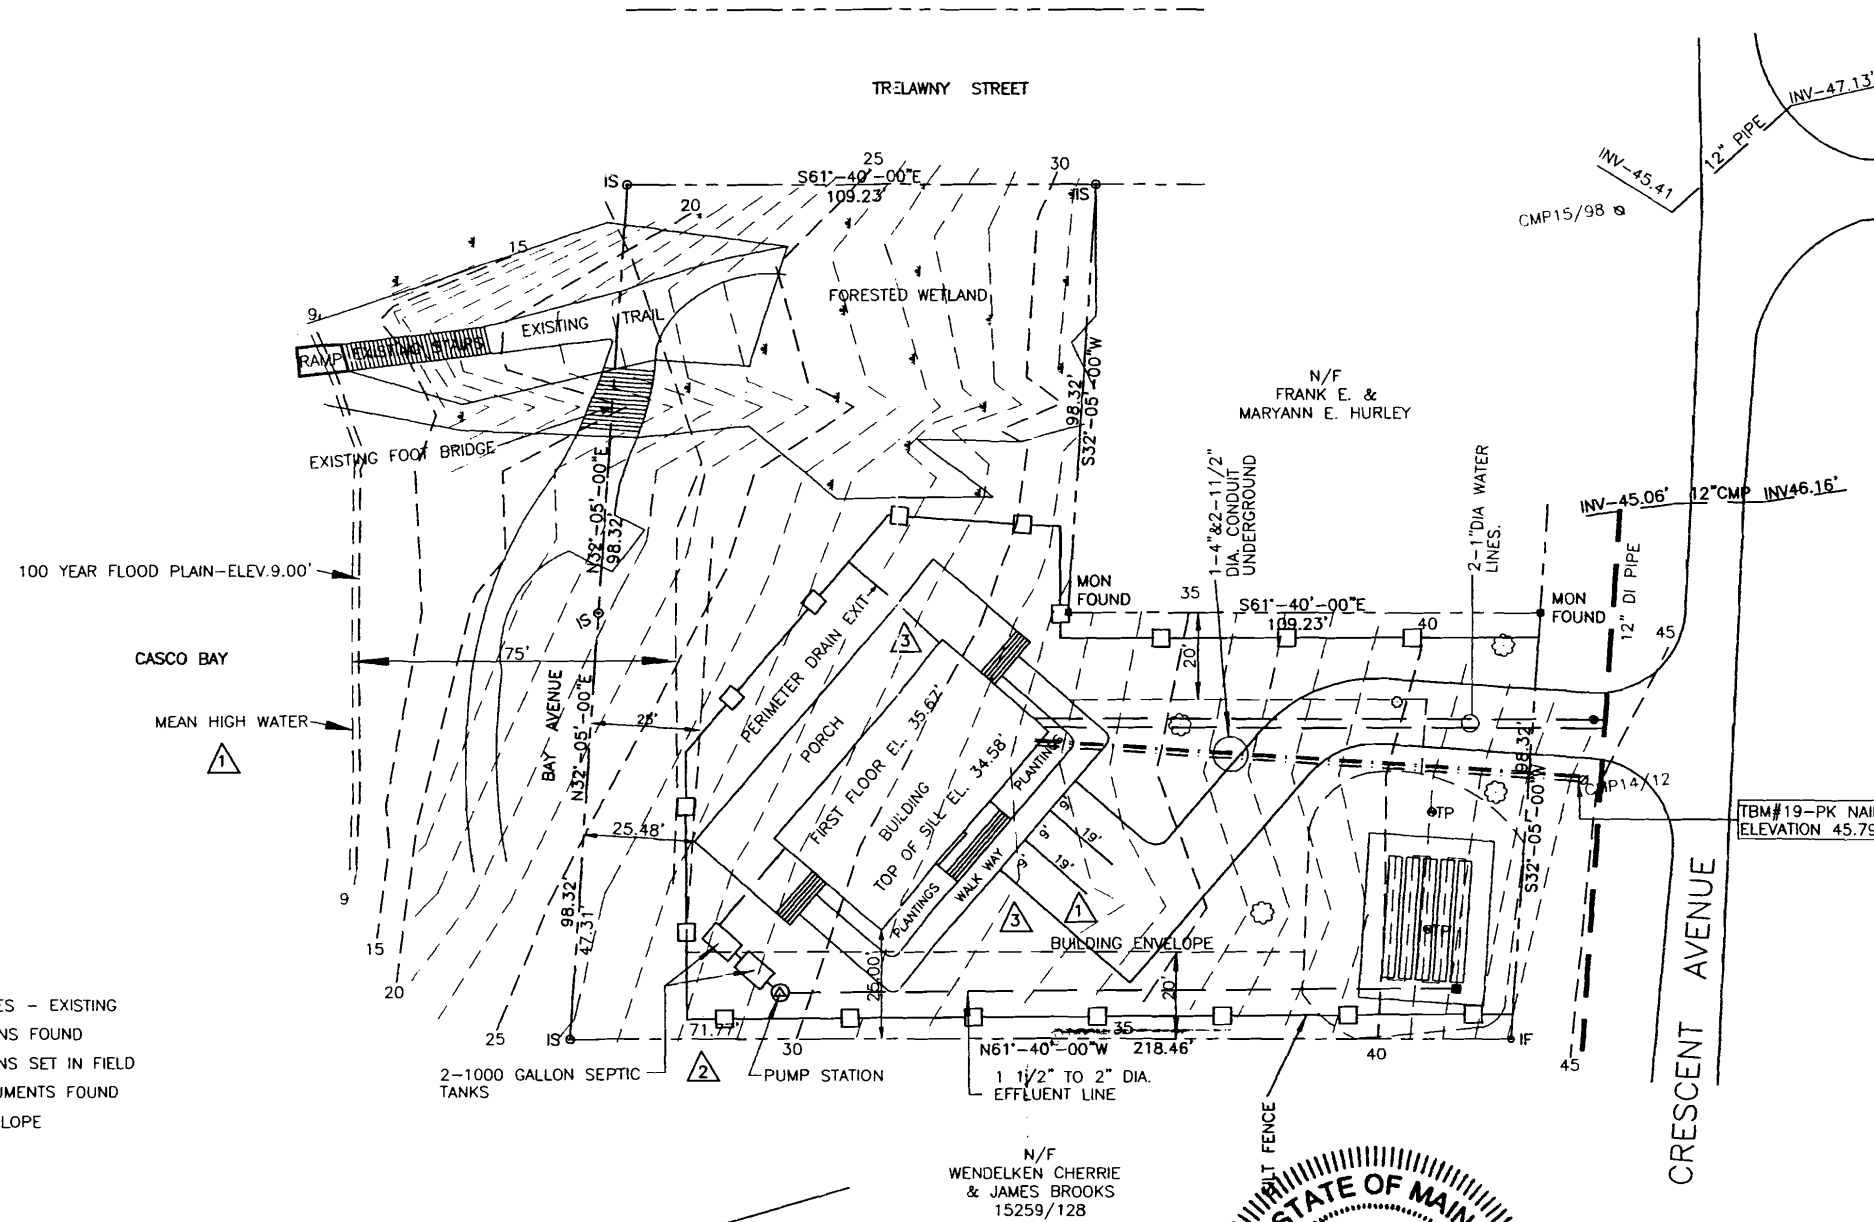 TRELAWNY STREET
INV-47.13'
12" PIPE
INV-45.41
CMP15/98
25
30
S61°-40'-00"E
109.23'
IS
IS
20
15
9
FORESTED WETLAND
EXISTING TRAIL
RAMP
EXISTING STAIRS
EXISTING FOOT BRIDGE
98.32'
S32°-05'-00"W
N/F
FRANK E. &
MARYANN E. HURLEY
N32°-05'-00"E
98.32'
1-4"&2-11/2"
DIA. CONDUIT
UNDERGROUND
2-1"DIA WATER
LINES.
INV-45.06' 12"CMP INV46.16'
12" DI PIPE
100 YEAR FLOOD PLAIN-ELEV.9.00'
MON
FOUND
35
S61°-40'-00"E
109.23'
40
MON
FOUND
45
IS
CASCO BAY
75'
20'
MEAN HIGH WATER
1
BAY AVENUE
N32°-05'-00"E
25'
PERIMETER DRAIN EXIT
3
PORCH
FIRST FLOOR EL. 35.67'
BUILDING
TOP OF SILL EL. 34.58'
PLANTINGS
PLANTINGS
WALK WAY
9'
9'
9'
19'
19'
98.32'
S32°-05'-00"W
CMP14/12
TBM#19-PK NAI
ELEVATION 45.79
TP
TP
25.48'
98.32'
47.31'
9
15
20
25
IS
3
1
BUILDING ENVELOPE
25.00'
20'
71.77'
30
35
N61°-40'-00"W 218.46'
40
IF
45
2-1000 GALLON SEPTIC
TANKS
2
PUMP STATION
1 1/2" TO 2" DIA.
EFFLUENT LINE
SILT FENCE
CRESCENT AVENUE
ES - EXISTING
NS FOUND
NS SET IN FIELD
UMENTS FOUND
LOPE
N/F
WENDELKEN CHERRIE
& JAMES BROOKS
15259/128
STATE OF MAIN